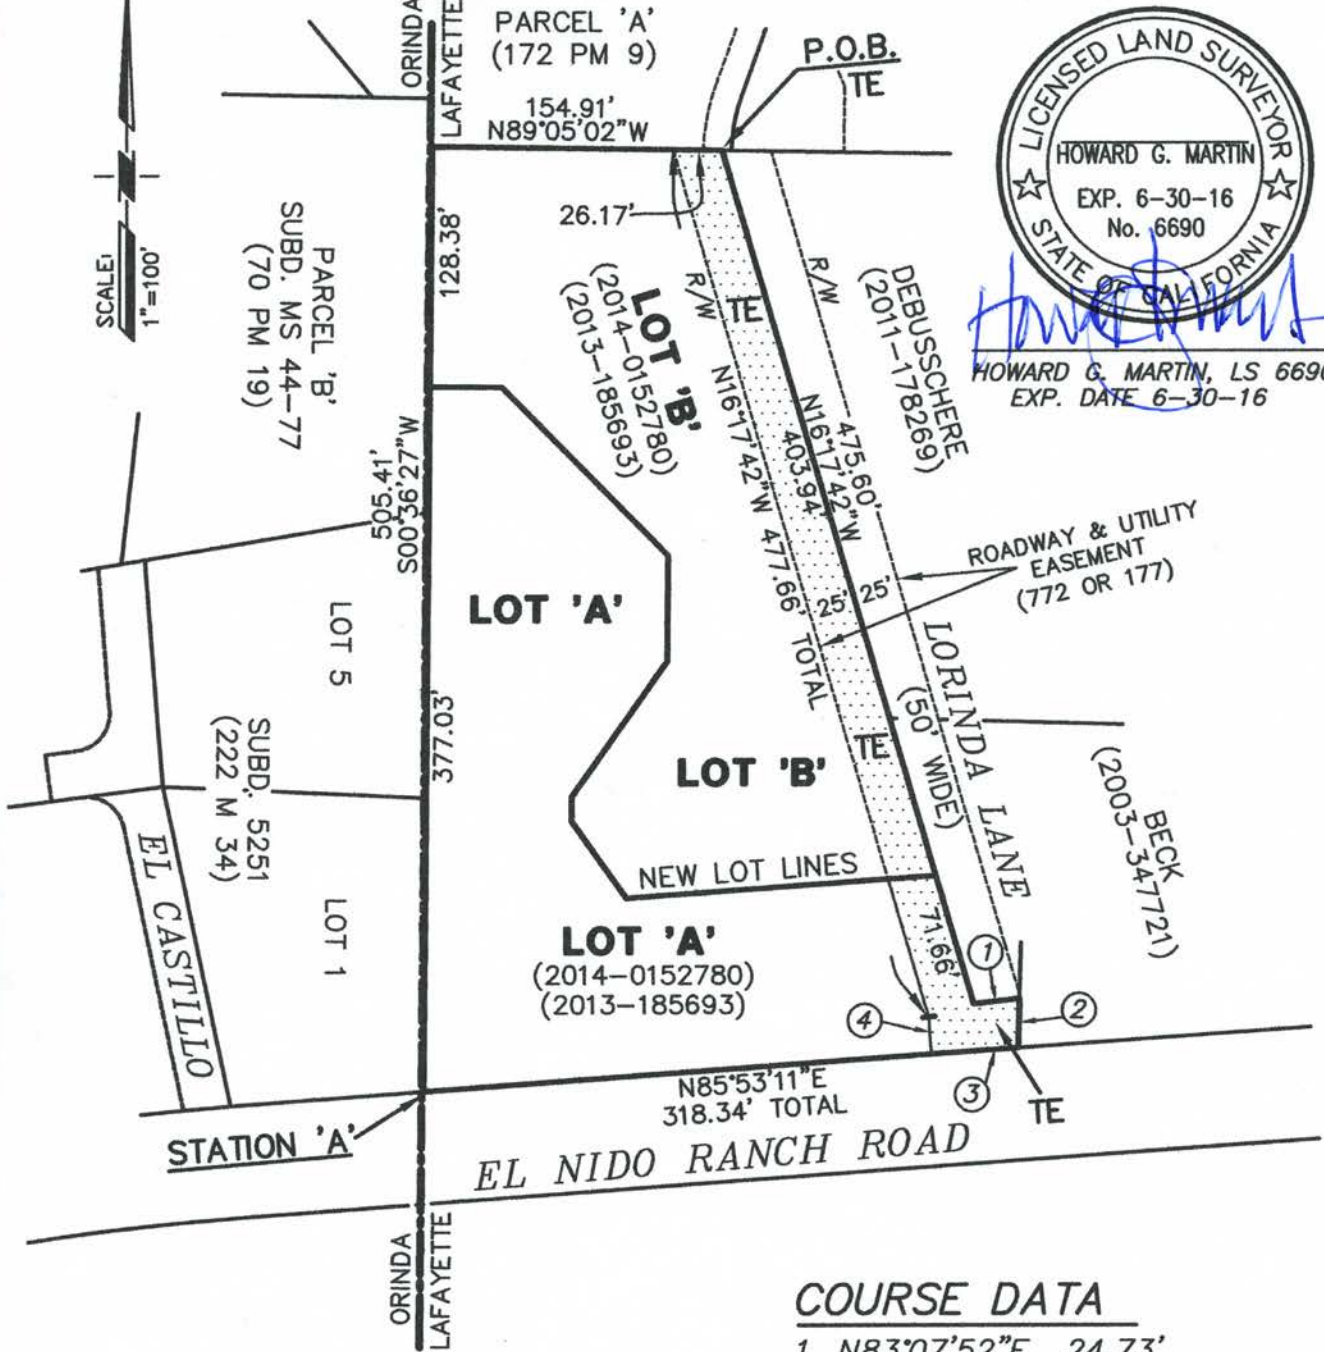 ORINDA
LAFAYETTE
PARCEL 'A'
(172 PM 9)
P.O.B.
TE
154.91'
N89°05'02"W
LICENSED LAND SURVEYOR
HOWARD G. MARTIN
EXP. 6-30-16
No. 6690
STATE OF CALIFORNIA
HOWARD G. MARTIN, LS 6690
EXP. DATE 6-30-16
SCALE:
1"=100'
PARCEL 'B'
SUBD. MS 44-77
(70 PM 19)
128.38'
26.17'
R/W
TE
R/W
LOT 'B'
(2014-0152780)
(2013-185693)
DEBUSSCHERE
(2011-178269)
N16°17'42"W 477.66' TOTAL
N16°17'42"W
403.94'
475.60'
505.41'
S00°36'27"W
ROADWAY & UTILITY
EASEMENT
(772 OR 177)
LOT 'A'
25' 25'
LOT 5
377.03'
LORINDA LANE
(50' WIDE)
SUBD. 5251
(222 M 34)
LOT 'B'
TE
BECK
(2003-347721)
EL CASTILLO
NEW LOT LINES
LOT 1
LOT 'A'
(2014-0152780)
(2013-185693)
71.66'
1
2
4
3
TE
N85°53'11"E
318.34' TOTAL
STATION 'A'
EL NIDO RANCH ROAD
ORINDA
LAFAYETTE
COURSE DATA
1. N83°07'52"E 24.73'